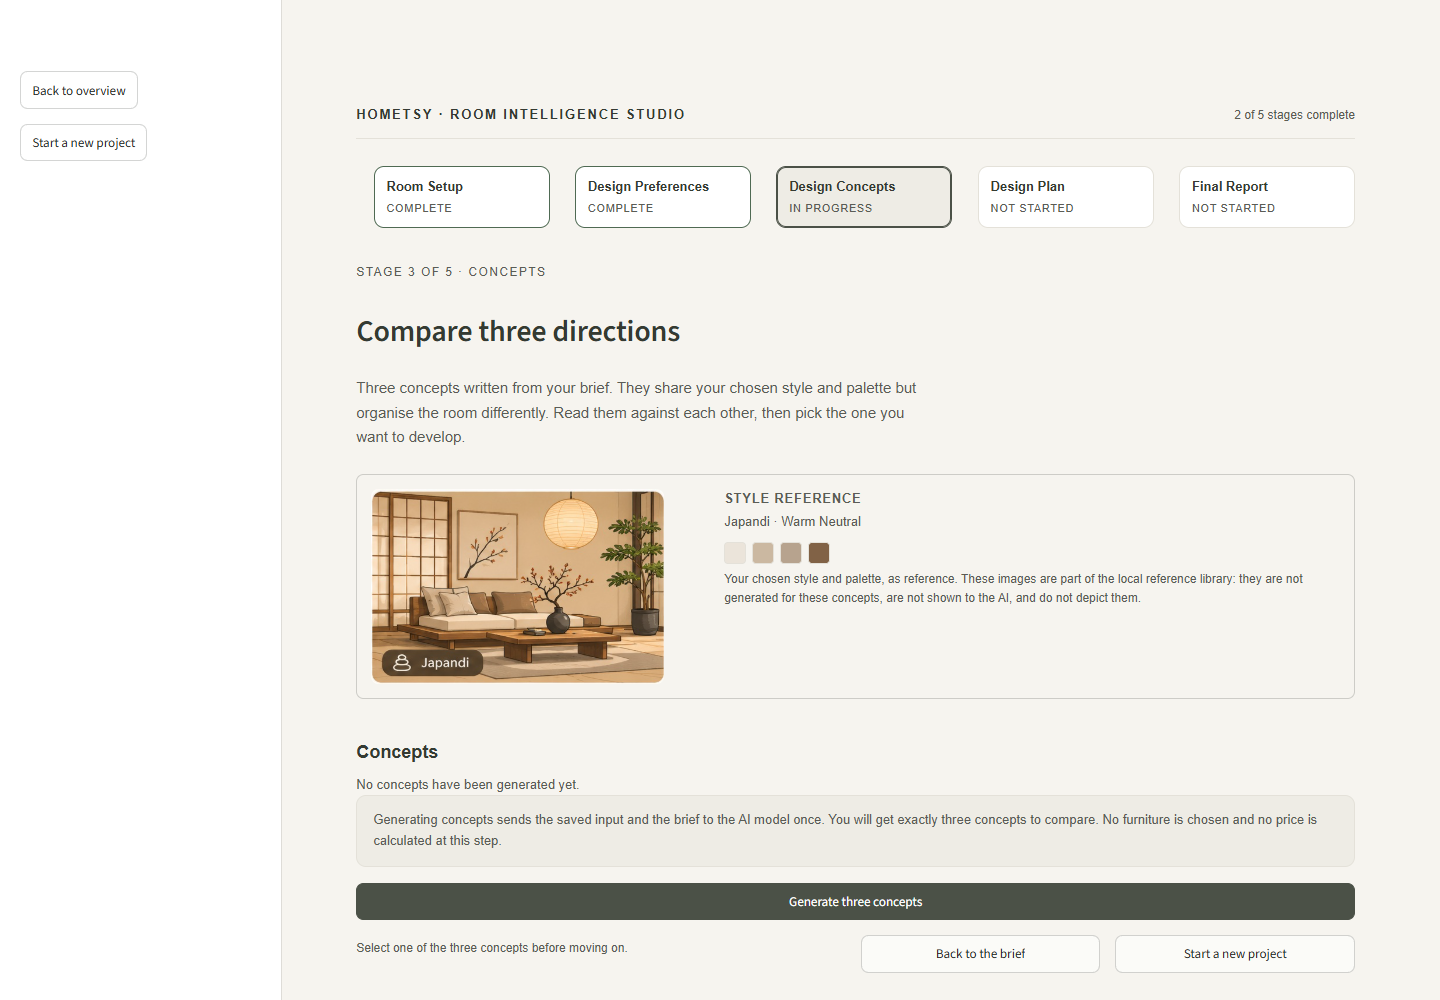 Back to overview
Start a new project
HOMETSY · ROOM INTELLIGENCE STUDIO
2 of 5 stages complete
Room Setup
COMPLETE
Design Preferences
COMPLETE
Design Concepts
IN PROGRESS
Design Plan
NOT STARTED
Final Report
NOT STARTED
STAGE 3 OF 5 · CONCEPTS
Compare three directions
Three concepts written from your brief. They share your chosen style and palette but
organise the room differently. Read them against each other, then pick the one you
want to develop.
Japandi
STYLE REFERENCE
Japandi · Warm Neutral
Your chosen style and palette, as reference. These images are part of the local reference library: they are not
generated for these concepts, are not shown to the AI, and do not depict them.
Concepts
No concepts have been generated yet.
Generating concepts sends the saved input and the brief to the AI model once. You will get exactly three concepts to compare. No furniture is chosen and no price is
calculated at this step.
Generate three concepts
Select one of the three concepts before moving on.
Back to the brief
Start a new project